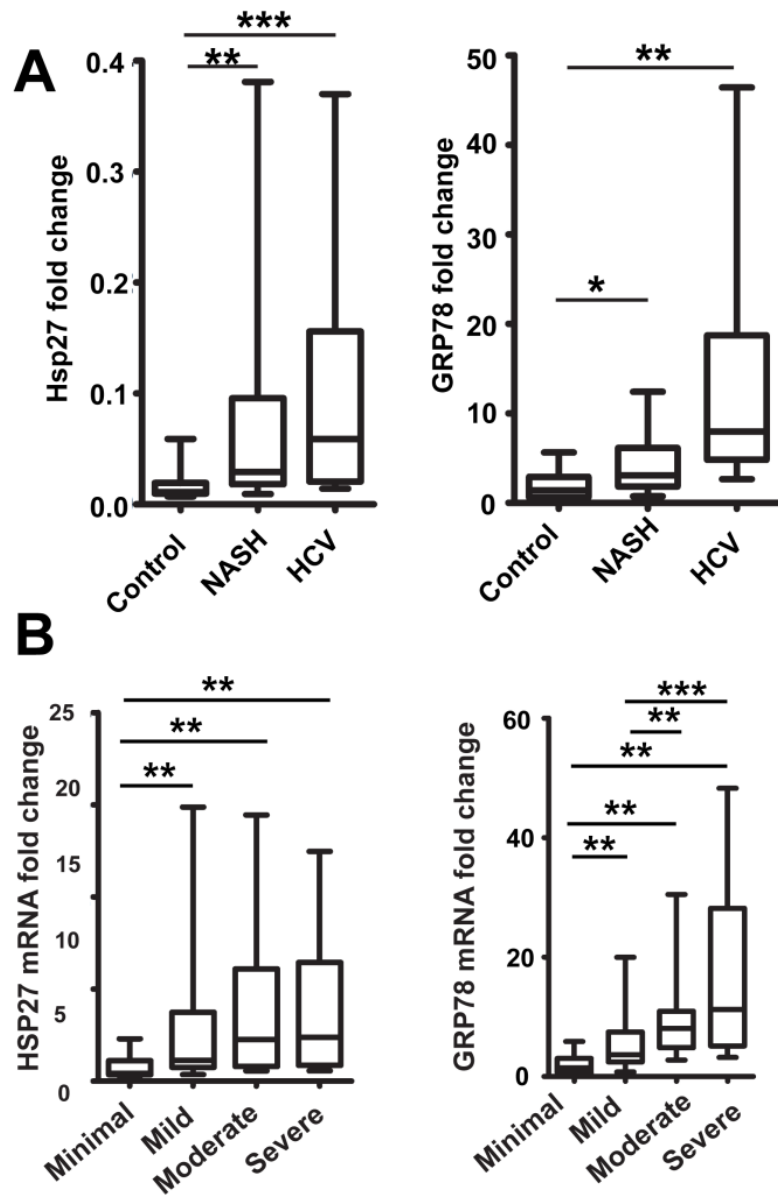 A
Hsp27 fold change
0.4
0.3
0.2
0.1
0.0
**
***
Control
NASH
HCV
GRP78 fold change
50
40
30
20
10
0
*
**
Control
NASH
HCV
B
HSP27 mRNA fold change
25
20
15
10
5
0
**
**
**
Minimal
Mild
Moderate
Severe
GRP78 mRNA fold change
60
40
20
0
***
**
**
**
**
Minimal
Mild
Moderate
Severe